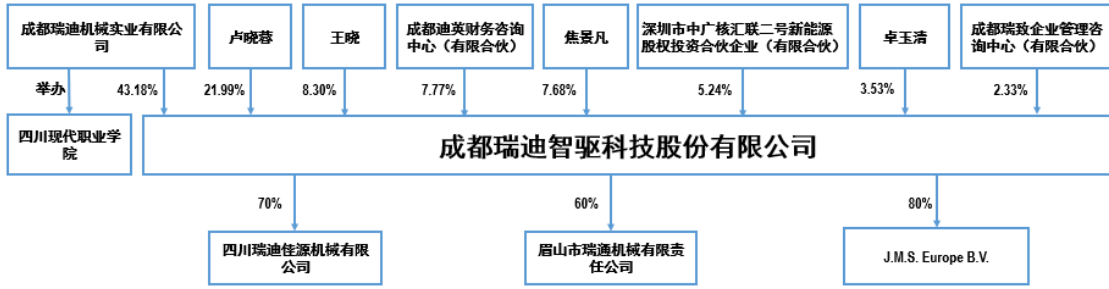 成都瑞迪机械实业有限公
司
卢晓蓉
王晓
成都迪英财务咨询
中心（有限合伙）
焦景凡
深圳市中广核汇联二号新能源
股权投资合伙企业（有限合伙）
卓玉清
成都瑞致企业管理咨
询中心（有限合伙）
举办
43.18%
21.99%
8.30%
7.77%
7.68%
5.24%
3.53%
2.33%
四川现代职业学
院
成都瑞迪智驱科技股份有限公司
70%
60%
80%
四川瑞迪佳源机械有限
公司
眉山市瑞通机械有限责
任公司
J.M.S. Europe B.V.